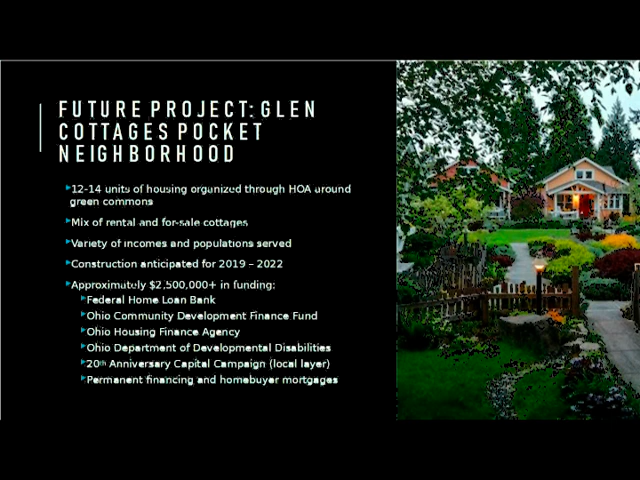 FUTURE PROJECT: GLEN
COTTAGES POCKET
NEIGHBORHOOD
12-14 units of housing organized through HOA around
green commons
Mix of rental and for-sale cottages
Variety of incomes and populations served
Construction anticipated for 2019 – 2022
Approximately $2,500,000+ in funding:
Federal Home Loan Bank
Ohio Community Development Finance Fund
Ohio Housing Finance Agency
Ohio Department of Developmental Disabilities
20th Anniversary Capital Campaign (local layer)
Permanent financing and homebuyer mortgages